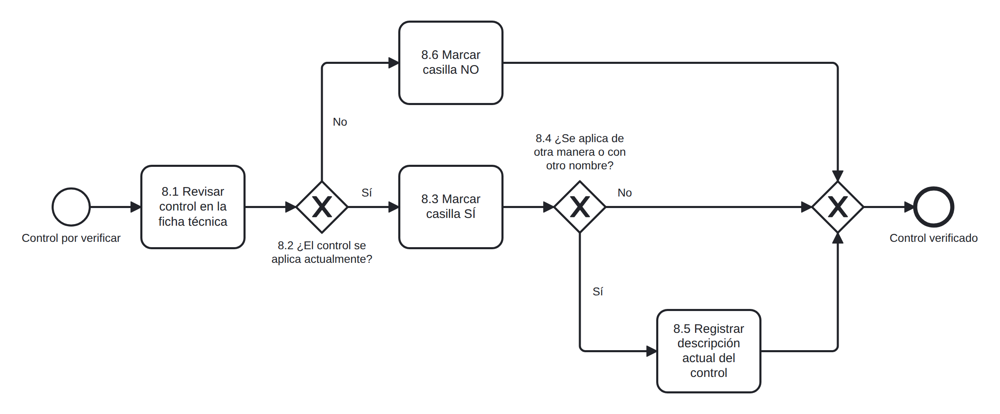 8.6 Marcar
casilla NO
No
8.4 ¿Se aplica de
otra manera o con
otro nombre?
8.1 Revisar
control en la
ficha técnica
Sí
8.3 Marcar
casilla SÍ
No
Control por verificar
8.2 ¿El control se
aplica actualmente?
Control verificado
Sí
8.5 Registrar
descripción
actual del
control